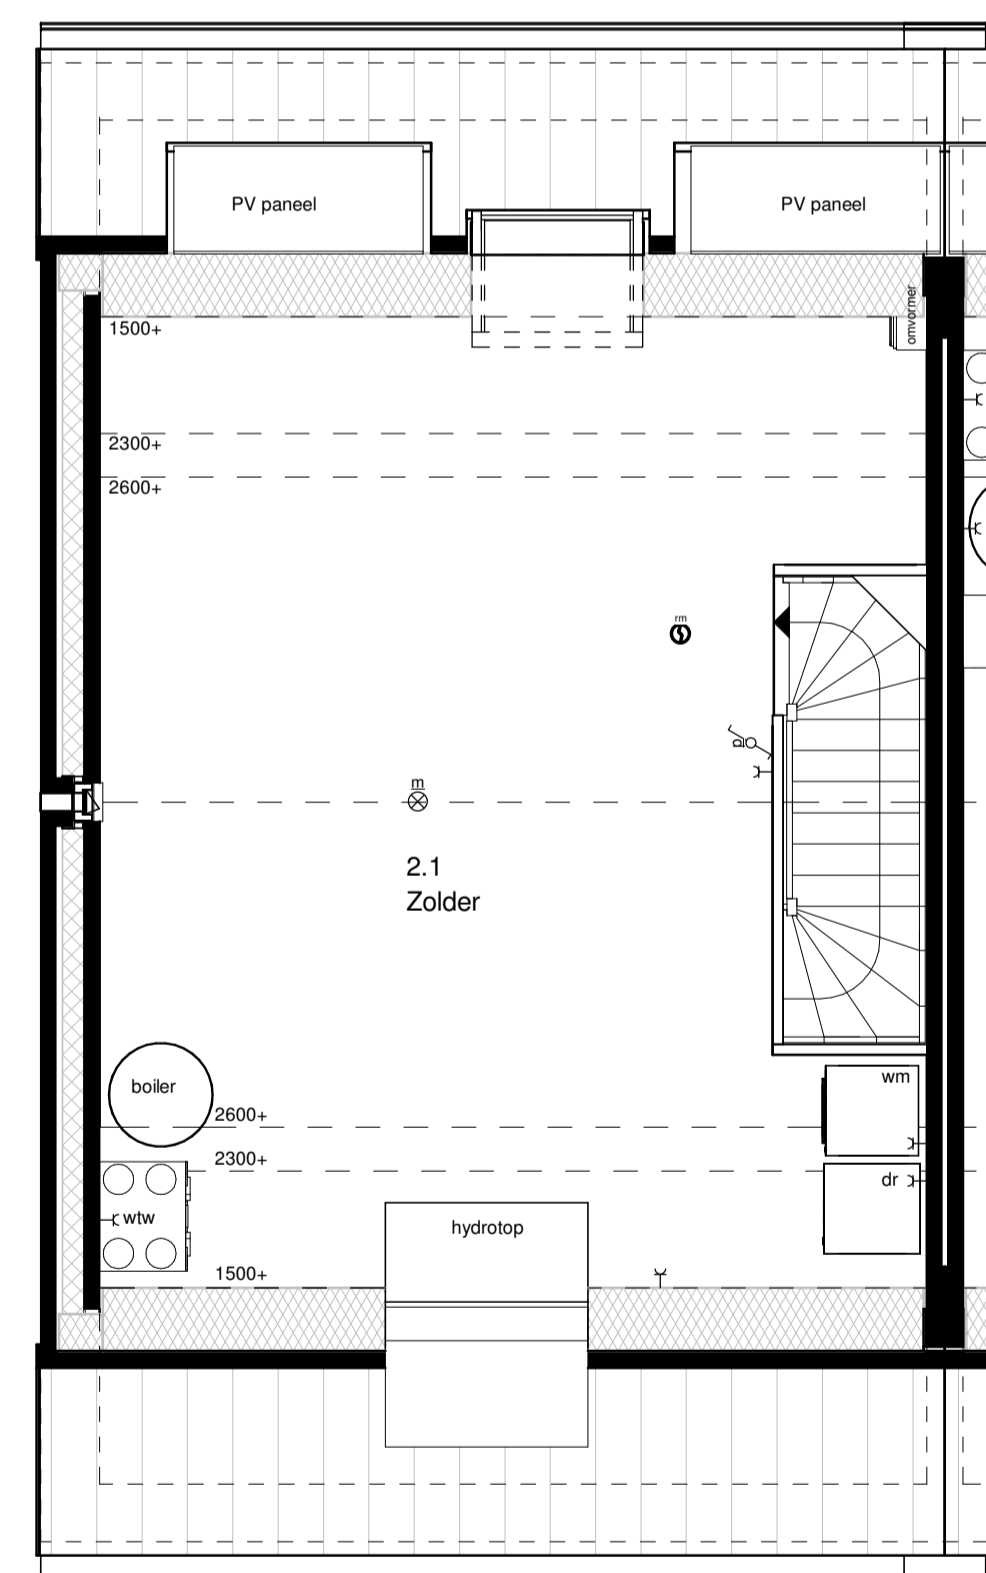 PV paneel
PV paneel
omvormer
1500+
2300+
2600+
rm
p
m
2.1
Zolder
boiler
wm
2600+
2300+
dr
wtw
hydrotop
1500+